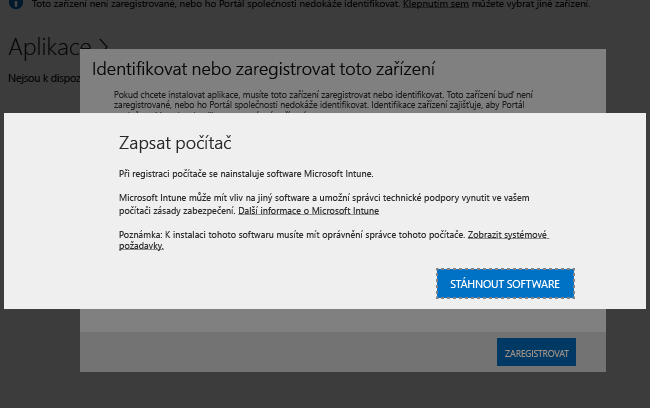 Toto zařízení není zaregistrované, nebo ho Portál společnosti nedokáže identifikovat. Klepnutím sem můžete vybrat jiné zařízení.
Aplikace
Nejsou k dispoz
Identifikovat nebo zaregistrovat toto zařízení
Pokud chcete instalovat aplikace, musíte toto zařízení zaregistrovat nebo identifikovat. Toto zařízení buď není
zaregistrované, nebo ho Portál společnosti nedokáže identifikovat. Identifikace zařízení zajišťuje, aby Portál
Zapsat počítač
Při registraci počítače se nainstaluje software Microsoft Intune.
Microsoft Intune může mít vliv na jiný software a umožní správci technické podpory vynutit ve vašem
počítači zásady zabezpečení. Další informace o Microsoft Intune
Poznámka: K instalaci tohoto softwaru musíte mít oprávnění správce tohoto počítače. Zobrazit systémové
požadavky.
STÁHNOUT SOFTWARE
ZAREGISTROVAT